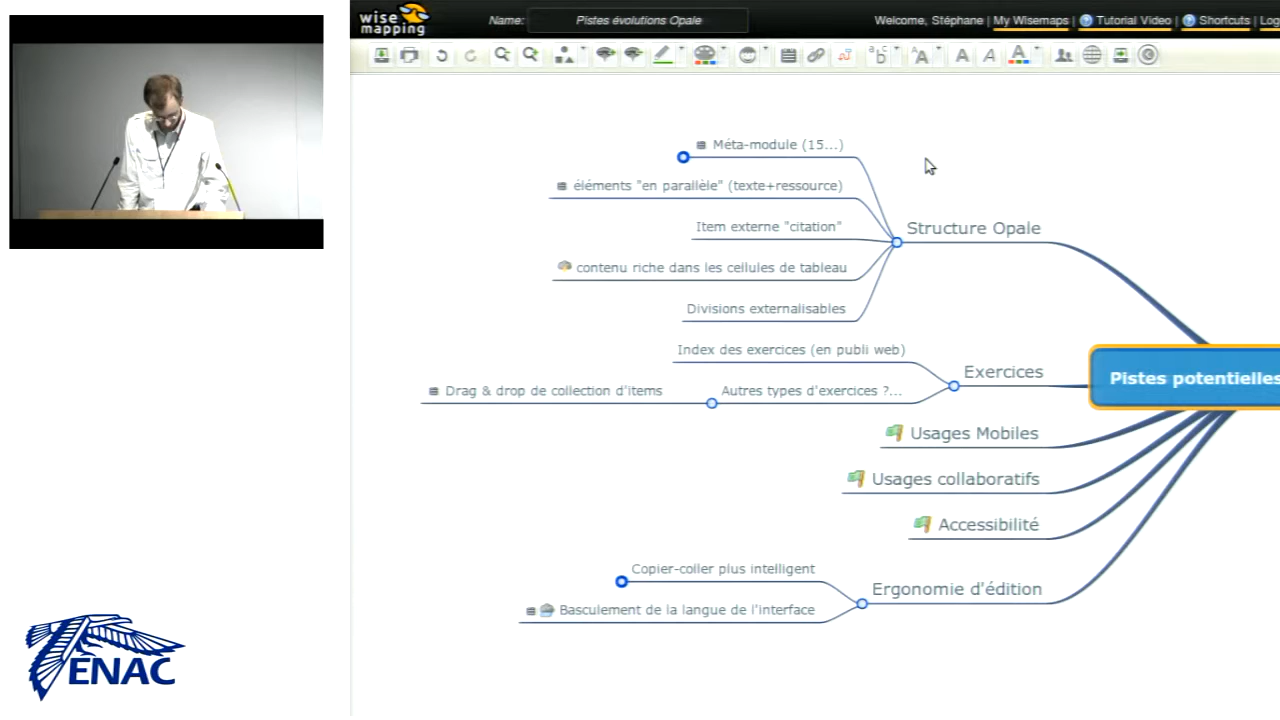 wise
mapping
Name:
Pistes évolutions Opale
Welcome, Stéphane | My Wisemaps | Tutorial Video | Shortcuts |
Méta-module (15...)
éléments "en parallèle" (texte+ressource)
Item externe "citation"
contenu riche dans les cellules de tableau
Divisions externalisables
Structure Opale
Index des exercices (en publi web)
Drag & drop de collection d'items
Autres types d'exercices ?...
Exercices
Pistes potentielles
Usages Mobiles
Usages collaboratifs
Accessibilité
Copier-coller plus intelligent
Basculement de la langue de l'interface
Ergonomie d'édition
ENAC